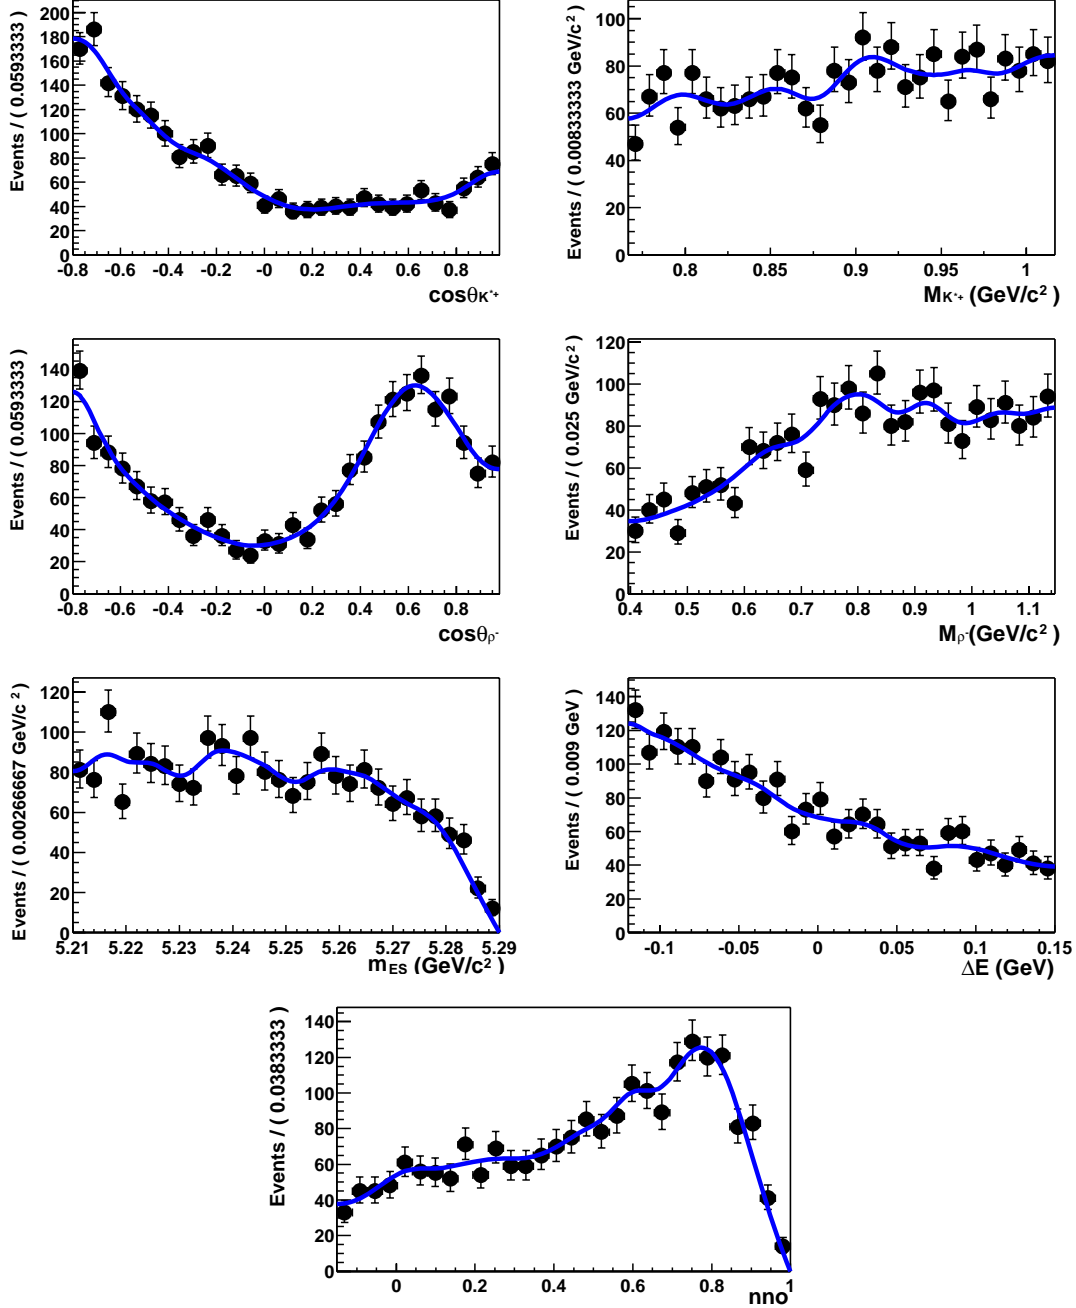 Events / ( 0.0593333 )
200
180
160
140
120
100
80
60
40
20
0
-0.8 -0.6 -0.4 -0.2 -0 0.2 0.4 0.6 0.8
cosθK*+
Events / ( 0.00833333 GeV/c² )
100
80
60
40
20
0
0.8 0.85 0.9 0.95 1
MK*+ (GeV/c²)
Events / ( 0.0593333 )
140
120
100
80
60
40
20
0
-0.8 -0.6 -0.4 -0.2 -0 0.2 0.4 0.6 0.8
cosθρ-
Events / ( 0.025 GeV/c² )
120
100
80
60
40
20
0
0.4 0.5 0.6 0.7 0.8 0.9 1 1.1
Mρ-(GeV/c²)
Events / ( 0.00266667 GeV/c² )
120
100
80
60
40
20
0
5.21 5.22 5.23 5.24 5.25 5.26 5.27 5.28 5.29
mES (GeV/c²)
Events / ( 0.009 GeV )
140
120
100
80
60
40
20
0
-0.1 -0.05 0 0.05 0.1 0.15
ΔE (GeV)
Events / ( 0.0383333 )
140
120
100
80
60
40
20
0
0 0.2 0.4 0.6 0.8 1
nno